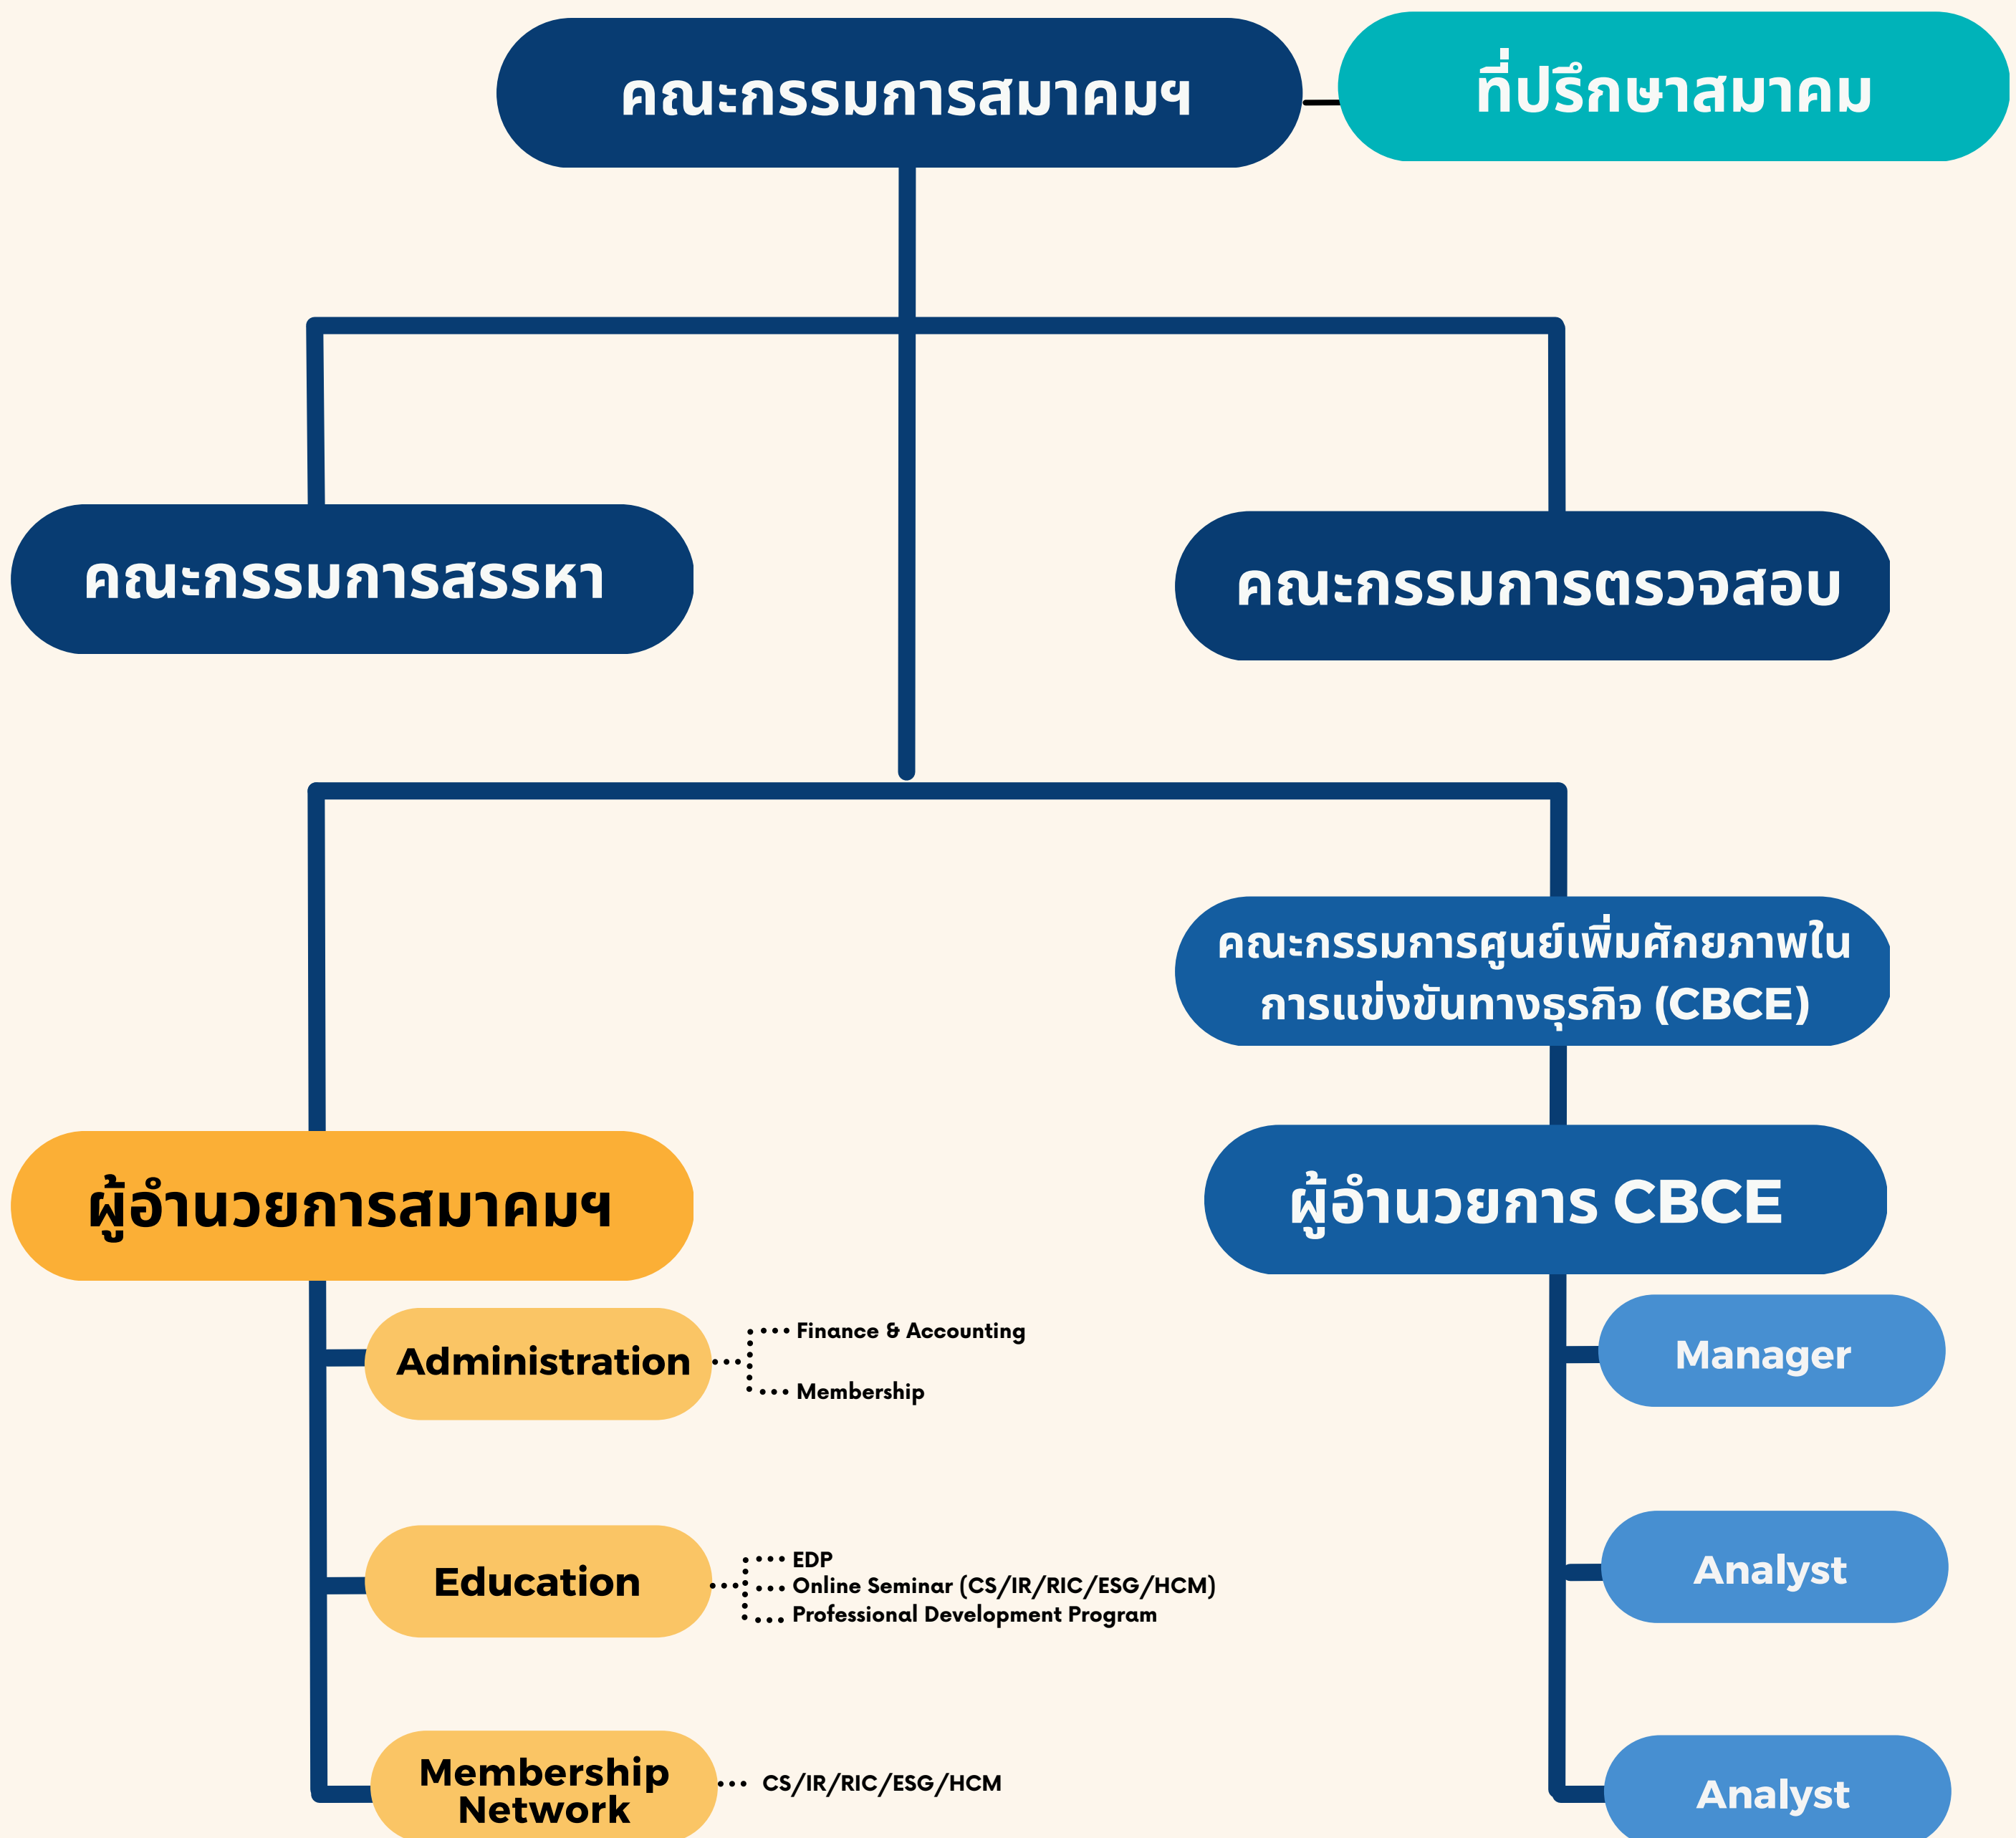 คณะกรรมการสมาคมฯ
ที่ปรึกษาสมาคม
คณะกรรมการสรรหา
คณะกรรมการตรวจสอบ
คณะกรรมการศูนย์เพิ่มศักยภาพใน
การแข่งขันทางธุรกิจ (CBCE)
ผู้อำนวยการสมาคมฯ
ผู้อำนวยการ CBCE
Administration
Finance & Accounting
Membership
Manager
Education
EDP
Online Seminar (CS/IR/RIC/ESG/HCM)
Professional Development Program
Analyst
Membership
Network
CS/IR/RIC/ESG/HCM
Analyst